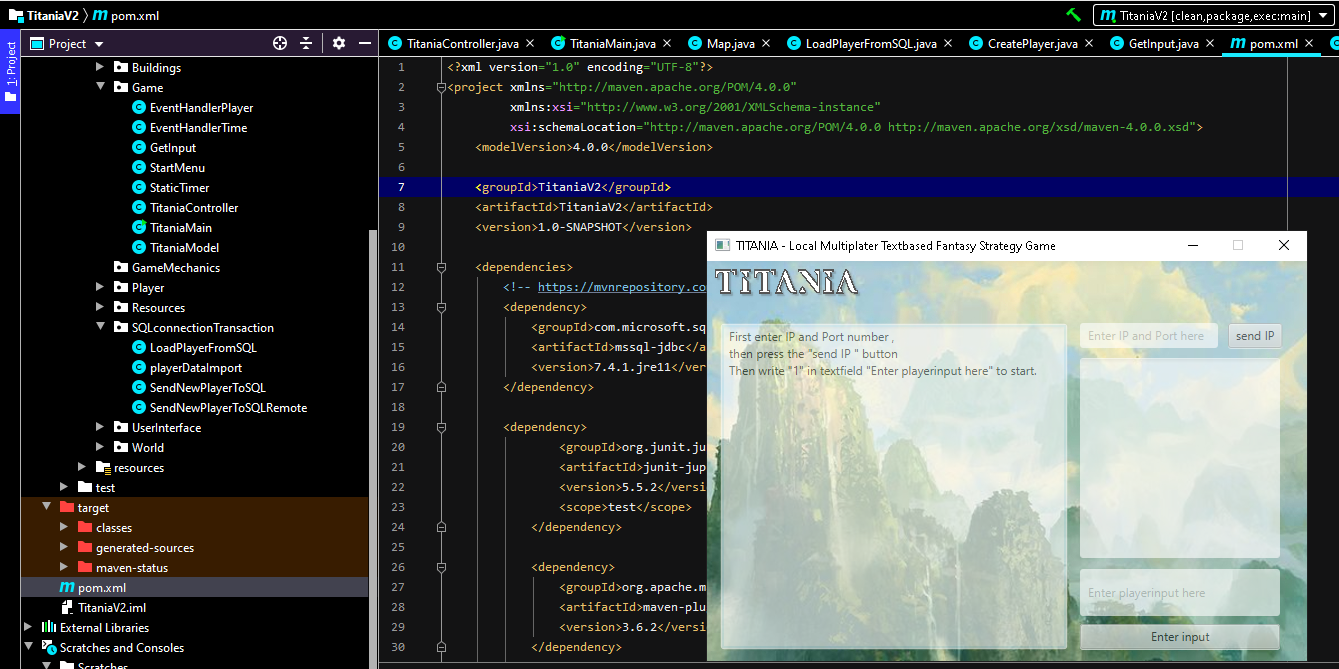 TitaniaV2 〉 m pom.xml
TitaniaV2 [clean,package,exec:main]
1: Project
Project
TitaniaController.java
TitaniaMain.java
Map.java
LoadPlayerFromSQL.java
CreatePlayer.java
GetInput.java
pom.xml
Buildings
Game
EventHandlerPlayer
EventHandlerTime
GetInput
StartMenu
StaticTimer
TitaniaController
TitaniaMain
TitaniaModel
GameMechanics
Player
Resources
SQLconnectionTransaction
LoadPlayerFromSQL
playerDataImport
SendNewPlayerToSQL
SendNewPlayerToSQLRemote
UserInterface
World
resources
test
target
classes
generated-sources
maven-status
pom.xml
TitaniaV2.iml
External Libraries
Scratches and Consoles
Scratches
1 <?xml version="1.0" encoding="UTF-8"?>
2 <project xmlns="http://maven.apache.org/POM/4.0.0"
3 xmlns:xsi="http://www.w3.org/2001/XMLSchema-instance"
4 xsi:schemaLocation="http://maven.apache.org/POM/4.0.0 http://maven.apache.org/xsd/maven-4.0.0.xsd">
5 <modelVersion>4.0.0</modelVersion>
6
7 <groupId>TitaniaV2</groupId>
8 <artifactId>TitaniaV2</artifactId>
9 <version>1.0-SNAPSHOT</version>
10
11 <dependencies>
12 <!-- https://mvnrepository.co
13 <dependency>
14 <groupId>com.microsoft.sq
15 <artifactId>mssql-jdbc</a
16 <version>7.4.1.jre11</ver
17 </dependency>
18
19 <dependency>
20 <groupId>org.junit.ju
21 <artifactId>junit-jup
22 <version>5.5.2</versi
23 <scope>test</scope>
24 </dependency>
25
26 <dependency>
27 <groupId>org.apache.m
28 <artifactId>maven-plu
29 <version>3.6.2</versi
30 </dependency>
TITANIA - Local Multiplater Textbased Fantasy Strategy Game
TITANIA
First enter IP and Port number ,
then press the "send IP " button
Then write "1" in textfield "Enter playerinput here" to start.
Enter IP and Port here
send IP
Enter playerinput here
Enter input